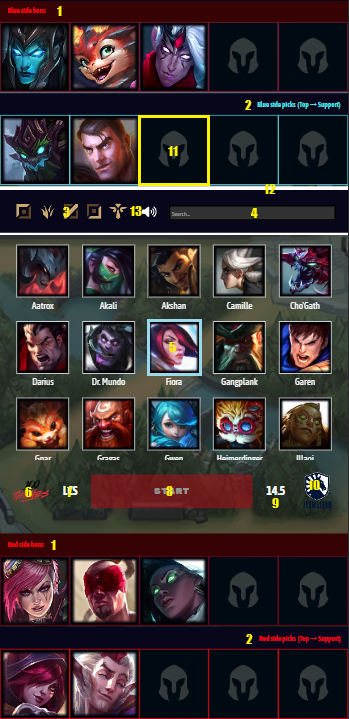 Blue side bans 1
2 Blue side picks (Top → Support)
11
12
3 13 Search... 4
Aatrox Akali Akshan Camille Cho'Gath
5
Darius Dr. Mundo Fiora Gangplank Garen
Gnar Gragas Gwen Heimerdinger Illaoi
6 7 8 START 14.5 10
9
Red side bans 1
2 Red side picks (Top → Support)